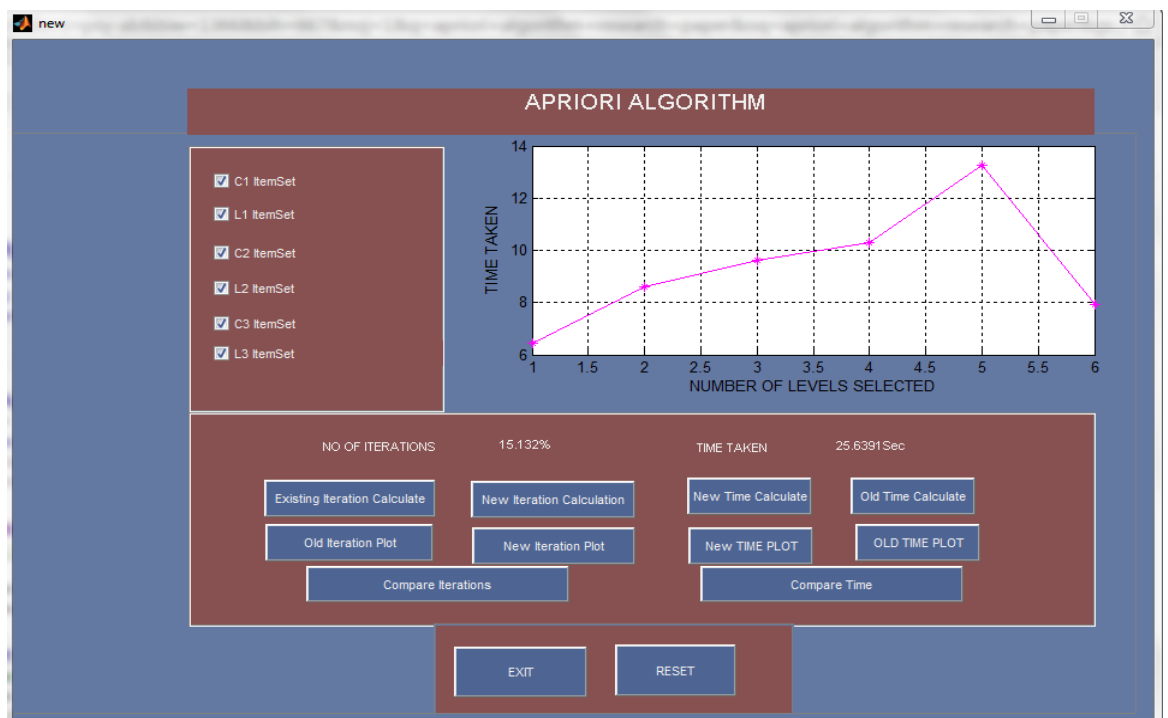 new
APRIORI ALGORITHM
C1 ItemSet
L1 ItemSet
C2 ItemSet
L2 ItemSet
C3 ItemSet
L3 ItemSet
TIME TAKEN
14
12
10
8
6
1 1.5 2 2.5 3 3.5 4 4.5 5 5.5 6
NUMBER OF LEVELS SELECTED
NO OF ITERATIONS 15.132% TIME TAKEN 25.6391Sec
Existing Iteration Calculate New Iteration Calculation New Time Calculate Old Time Calculate
Old Iteration Plot New Iteration Plot New TIME PLOT OLD TIME PLOT
Compare Iterations Compare Time
EXIT RESET